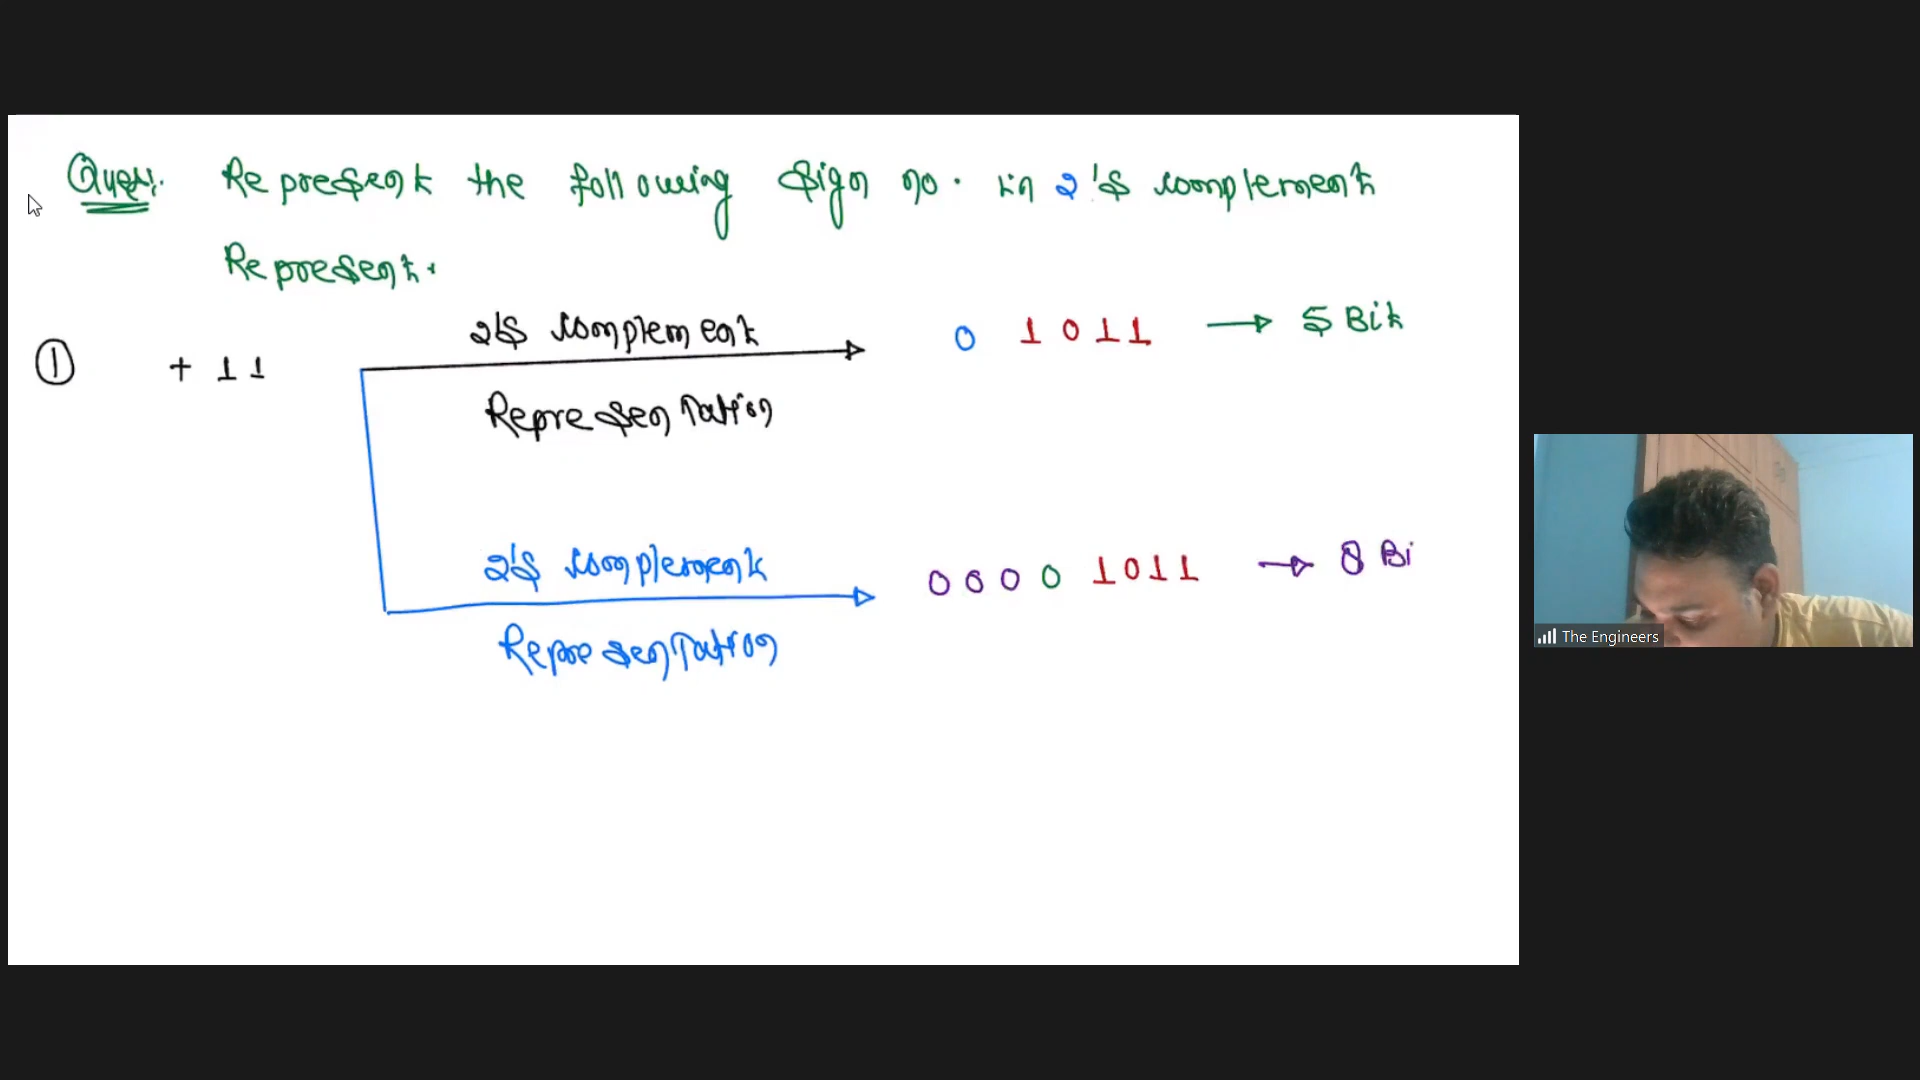 Ques:. Represent the following sign no. in 2's complement
Represent.
① + 11 2's complement 0 1011 → 5 Bit
Representation
2's complement 0000 1011 → 8 Bi
Representation
The Engineers